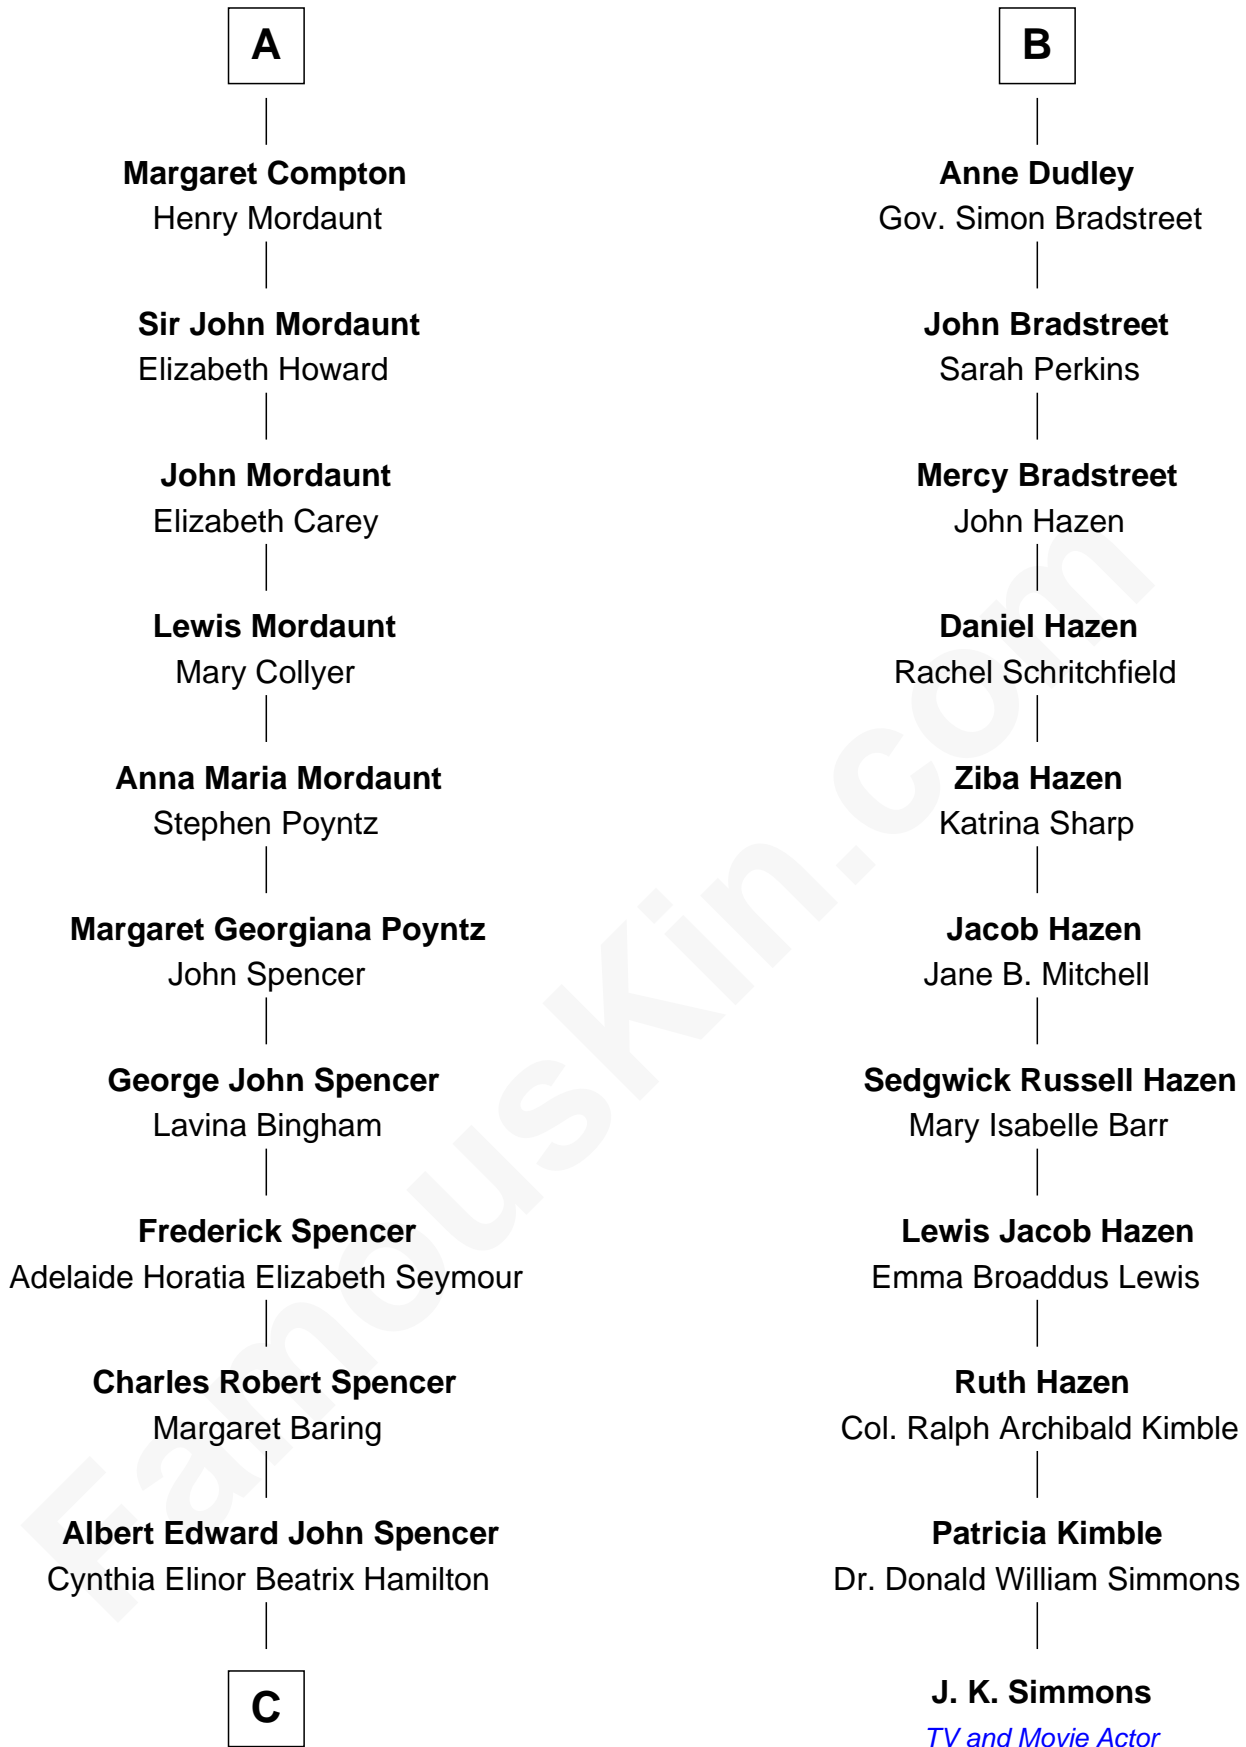 A
Margaret Compton
Henry Mordaunt
Sir John Mordaunt
Elizabeth Howard
John Mordaunt
Elizabeth Carey
Lewis Mordaunt
Mary Collyer
Anna Maria Mordaunt
Stephen Poyntz
Margaret Georgiana Poyntz
John Spencer
George John Spencer
Lavina Bingham
Frederick Spencer
Adelaide Horatia Elizabeth Seymour
Charles Robert Spencer
Margaret Baring
Albert Edward John Spencer
Cynthia Elinor Beatrix Hamilton
C
B
Anne Dudley
Gov. Simon Bradstreet
John Bradstreet
Sarah Perkins
Mercy Bradstreet
John Hazen
Daniel Hazen
Rachel Schritchfield
Ziba Hazen
Katrina Sharp
Jacob Hazen
Jane B. Mitchell
Sedgwick Russell Hazen
Mary Isabelle Barr
Lewis Jacob Hazen
Emma Broaddus Lewis
Ruth Hazen
Col. Ralph Archibald Kimble
Patricia Kimble
Dr. Donald William Simmons
J. K. Simmons
TV and Movie Actor
FamousKin.com